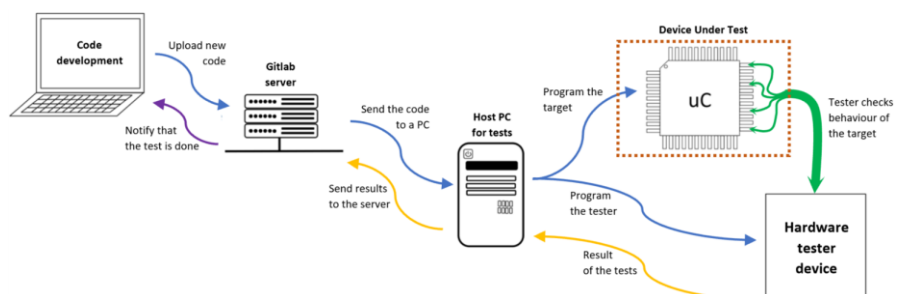 Code
development
Upload new
code
Gitlab
server
Notify that
the test is done
Send the code
to a PC
Send results
to the server
Host PC
for tests
Program the
target
Device Under Test
uC
Tester checks
behaviour of
the target
Program
the tester
Result
of the tests
Hardware
tester
device